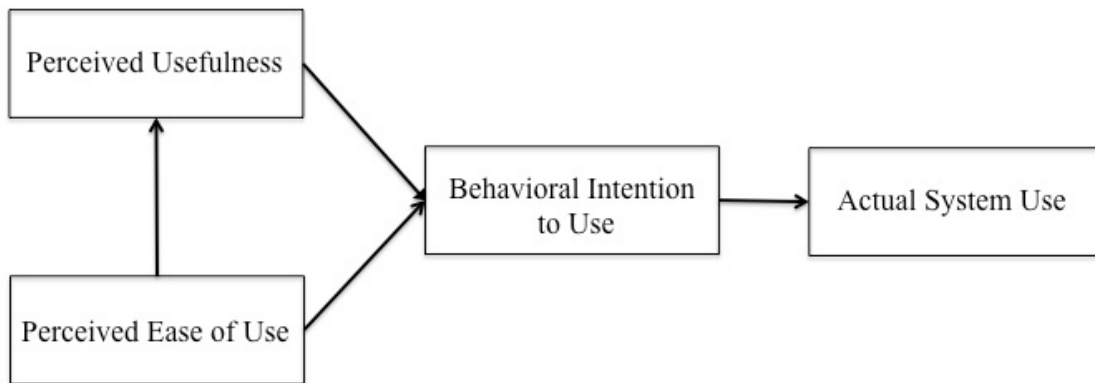 Perceived Usefulness
Behavioral Intention
to Use
Actual System Use
Perceived Ease of Use